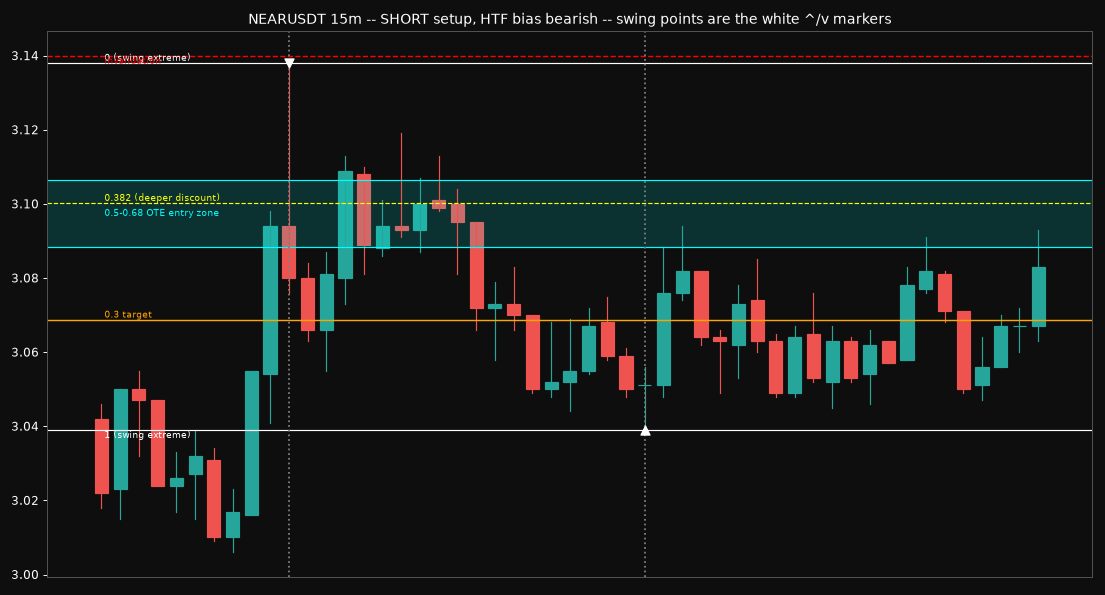 NEARUSDT 15m -- SHORT setup, HTF bias bearish -- swing points are the white ^/v markers
3.14
0 (swing extreme)
3.12
3.10
0.382 (deeper discount)
0.5-0.68 OTE entry zone
3.08
0.3 target
3.06
3.04
1 (swing extreme)
3.02
3.00